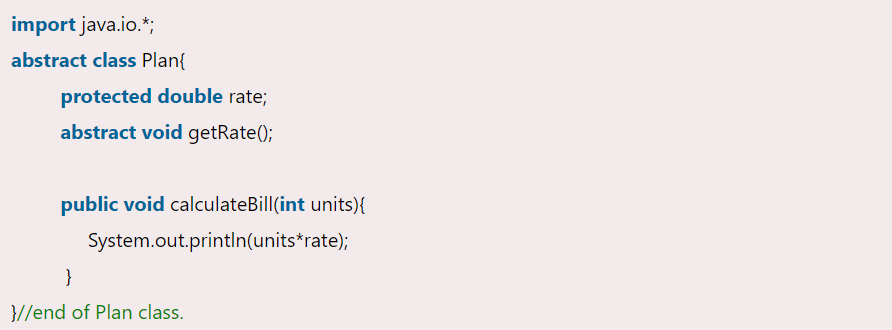 import java.io.*;
abstract class Plan{
protected double rate;
abstract void getRate();
public void calculateBill(int units){
System.out.println(units*rate);
}
}//end of Plan class.